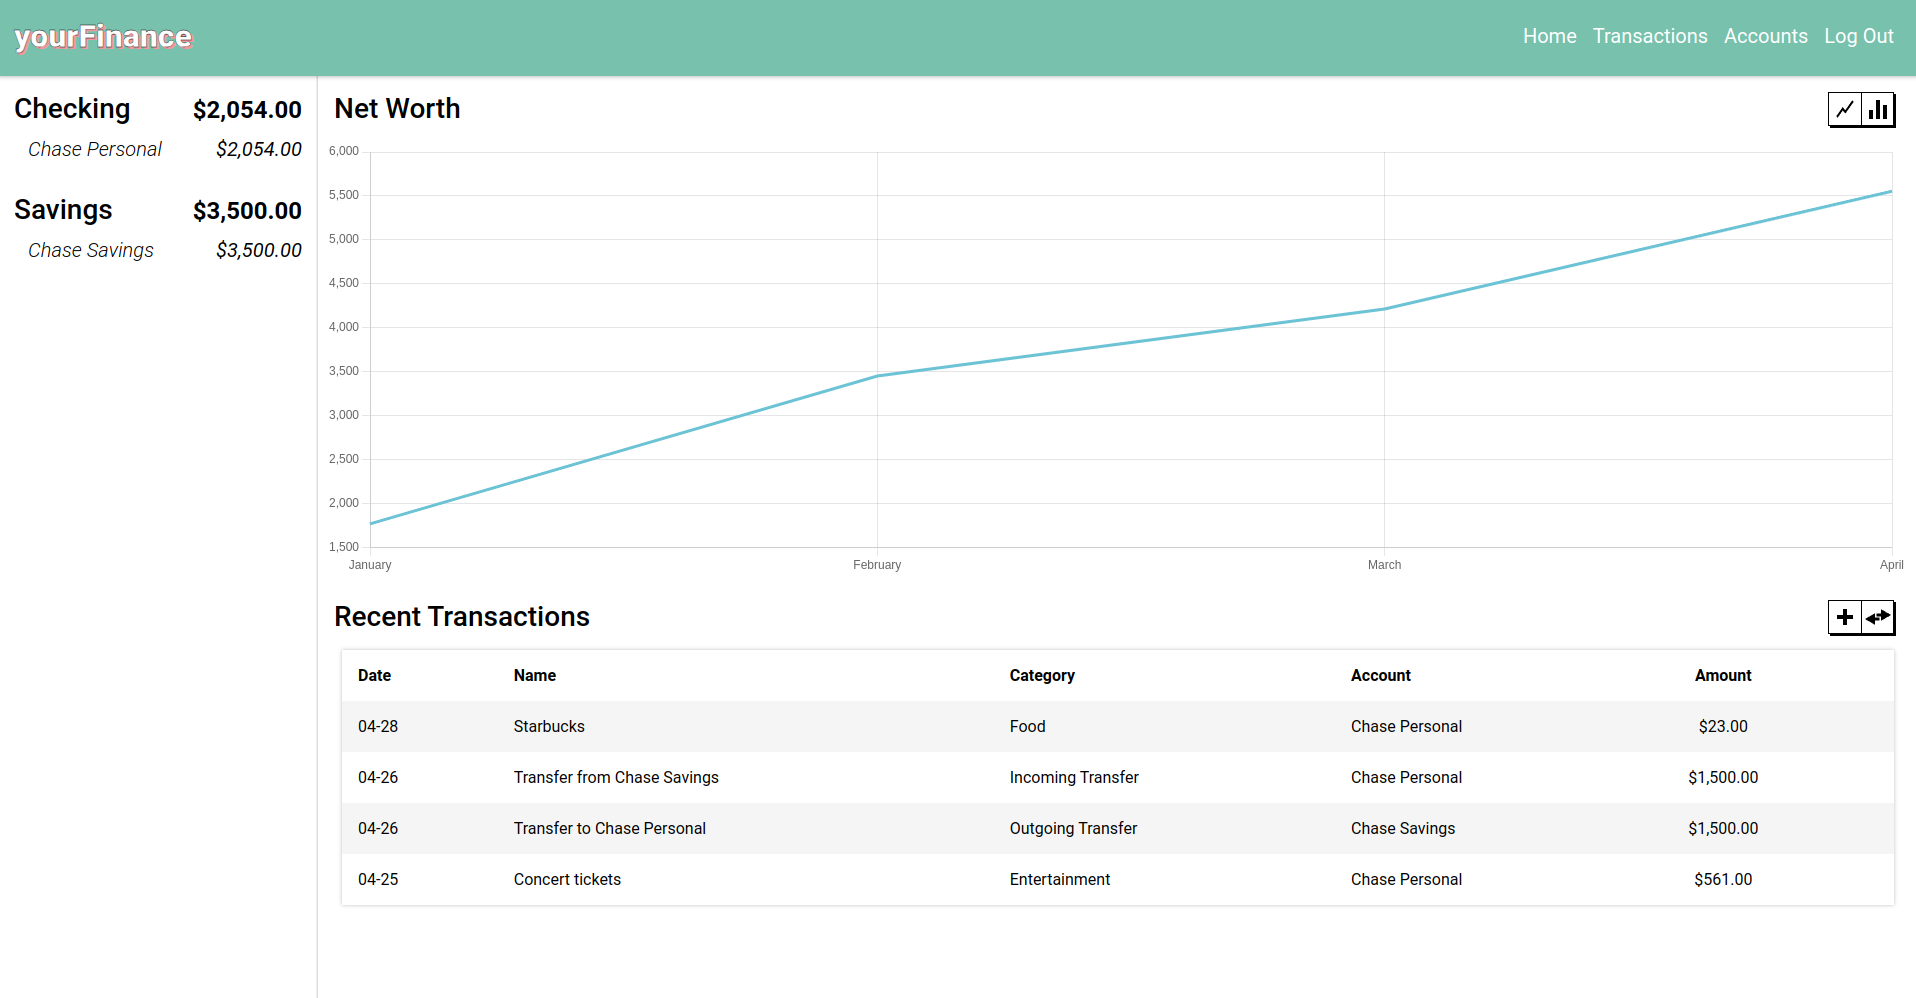 yourFinance
Home Transactions Accounts Log Out
Checking $2,054.00
Chase Personal $2,054.00
Savings $3,500.00
Chase Savings $3,500.00
Net Worth
6,000
5,500
5,000
4,500
4,000
3,500
3,000
2,500
2,000
1,500
January February March April
Recent Transactions
Date Name Category Account Amount
04-28 Starbucks Food Chase Personal $23.00
04-26 Transfer from Chase Savings Incoming Transfer Chase Personal $1,500.00
04-26 Transfer to Chase Personal Outgoing Transfer Chase Savings $1,500.00
04-25 Concert tickets Entertainment Chase Personal $561.00